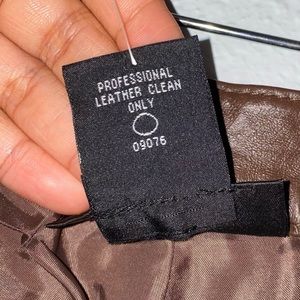 PROFESSIONAL
LEATHER CLEAN
ONLY
09076